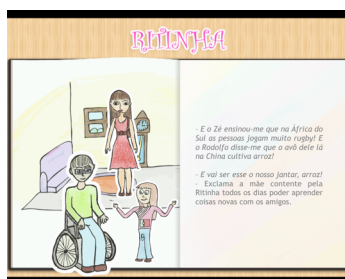 RITINHA
- E o Zé ensinou-me que na África do
Sul as pessoas jogam muito rugby! E
o Rodolfo disse-me que o avô dele lá
na China cultiva arroz!
- E vai ser esse o nosso jantar, arroz!
- Exclama a mãe contente pela
Ritinha todos os dias poder aprender
coisas novas com os amigos.